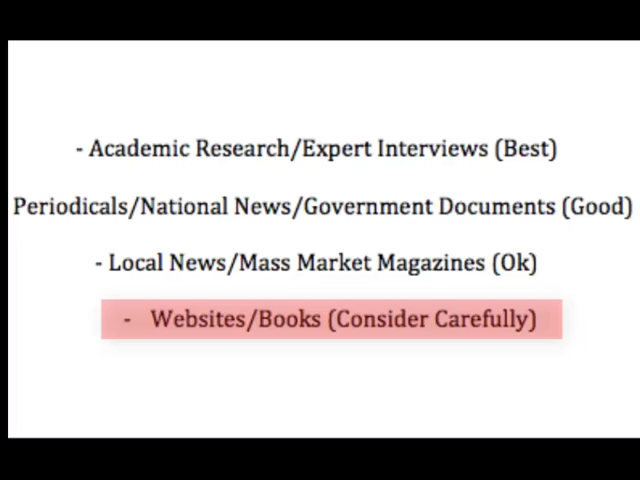 - Academic Research/Expert Interviews (Best)
Periodicals/National News/Government Documents (Good)
- Local News/Mass Market Magazines (Ok)
- Websites/Books (Consider Carefully)